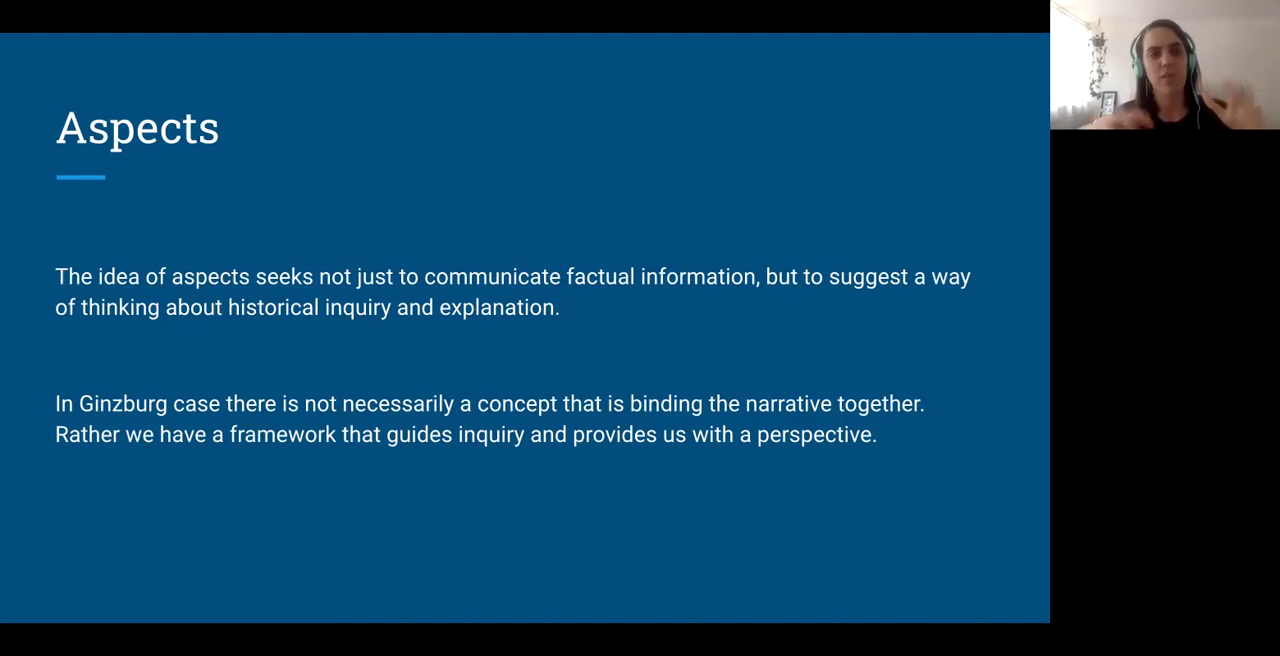 Aspects
The idea of aspects seeks not just to communicate factual information, but to suggest a way
of thinking about historical inquiry and explanation.
In Ginzburg case there is not necessarily a concept that is binding the narrative together.
Rather we have a framework that guides inquiry and provides us with a perspective.